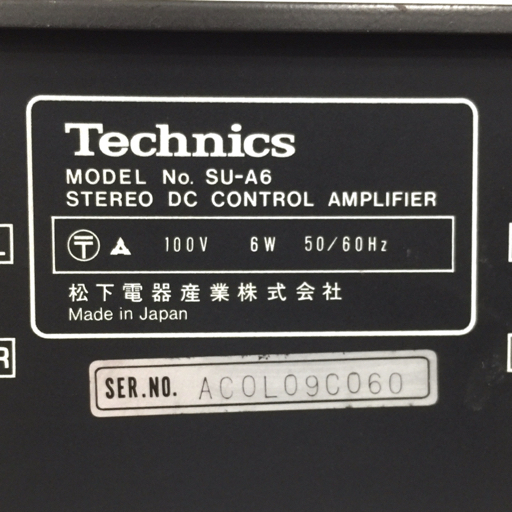 Technics
MODEL No. SU-A6
STEREO DC CONTROL AMPLIFIER
〒 100V 6W 50/60Hz
松下電器産業株式会社
Made in Japan
R
SER.NO. AC0L09C060